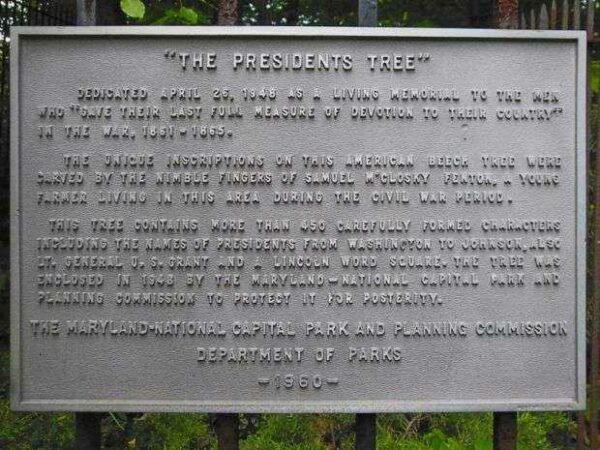 "THE PRESIDENTS TREE"
DEDICATED APRIL 26, 1948 AS A LIVING MEMORIAL TO THE MEN
WHO "GAVE THEIR LAST FULL MEASURE OF DEVOTION TO THEIR COUNTRY"
IN THE WAR, 1861-1865.
THE UNIQUE INSCRIPTIONS ON THIS AMERICAN BEECH TREE WERE
CARVED BY THE NIMBLE FINGERS OF SAMUEL McCLOSKY FENTON, A YOUNG
FARMER LIVING IN THIS AREA DURING THE CIVIL WAR PERIOD.
THIS TREE CONTAINS MORE THAN 450 CAREFULLY FORMED CHARACTERS
INCLUDING THE NAMES OF PRESIDENTS FROM WASHINGTON TO JOHNSON, ALSO
LT. GENERAL U. S. GRANT AND A LINCOLN WORD SQUARE. THE TREE WAS
ENCLOSED IN 1948 BY THE MARYLAND-NATIONAL CAPITAL PARK AND
PLANNING COMMISSION TO PROTECT IT FOR POSTERITY.
THE MARYLAND-NATIONAL CAPITAL PARK AND PLANNING COMMISSION
DEPARTMENT OF PARKS
-1960-